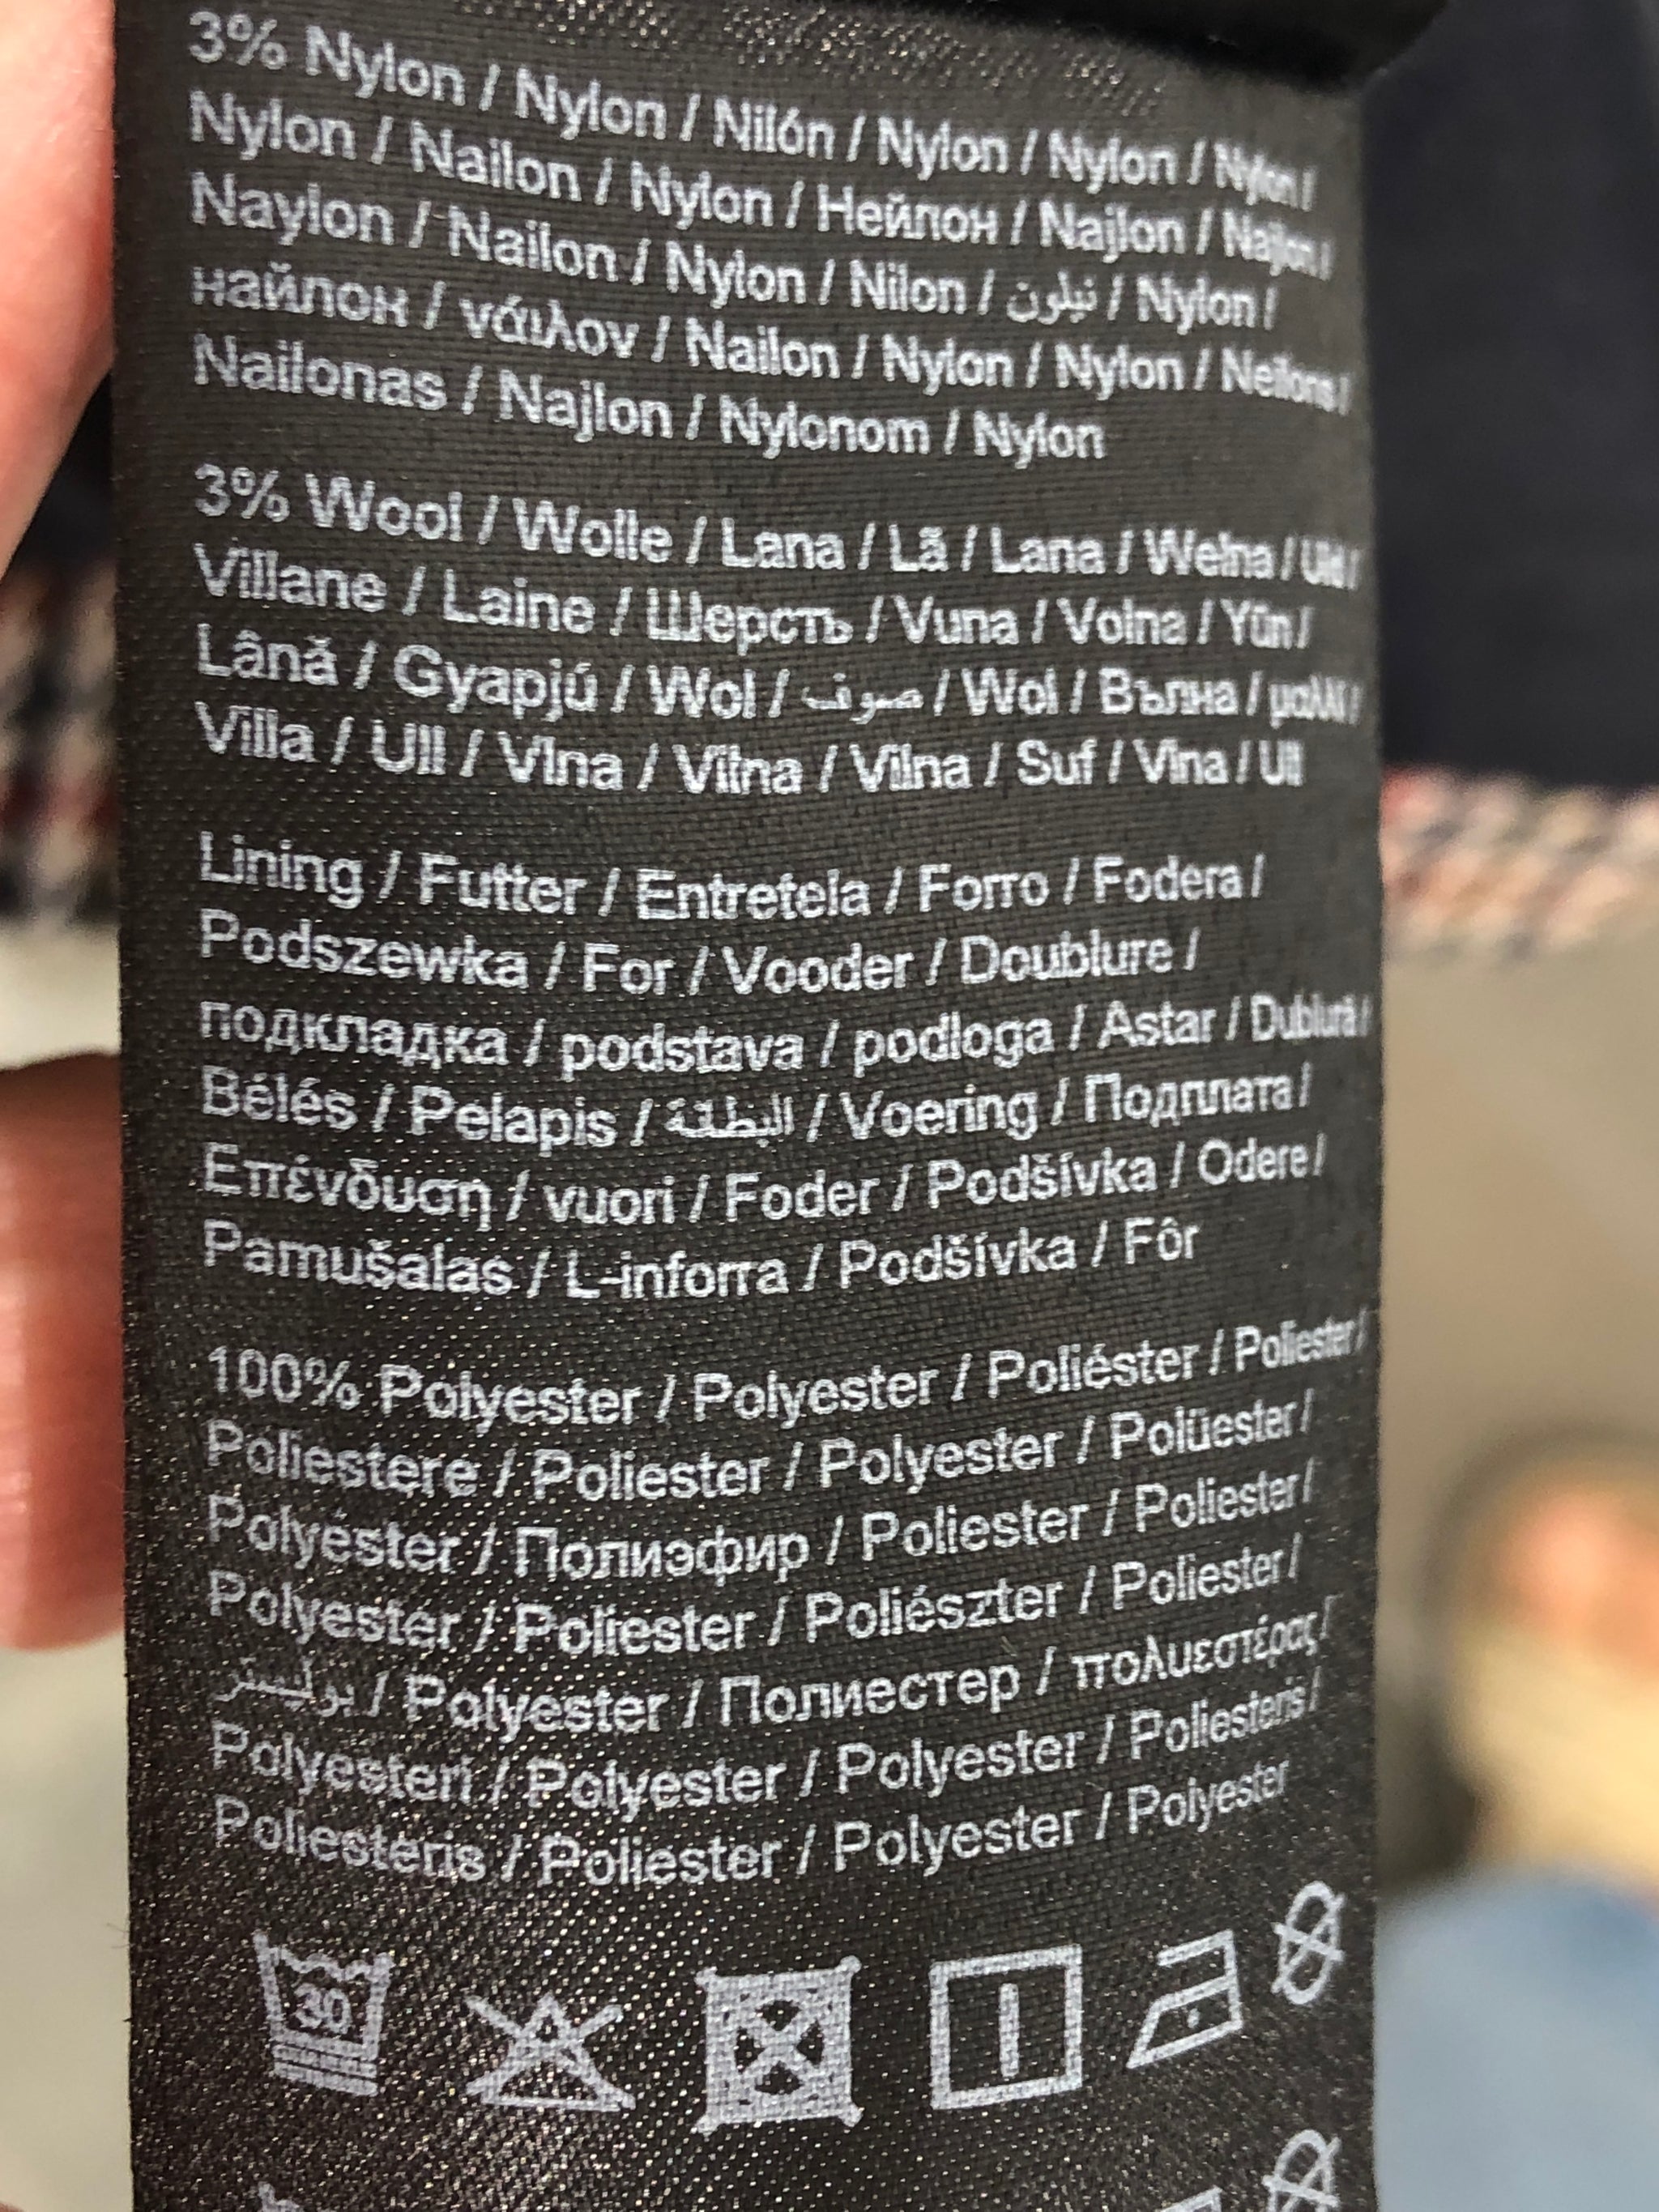 3% Nylon / Nylon / Nilón / Nylon / Nylon / Nylon /
Nylon / Nailon / Nylon / Нейлон / Najlon / Najlon /
Naylon / Nailon / Nylon / Nilon / نيلون / Nylon /
найлон / νάυλον / Nailon / Nylon / Nylon / Neilons /
Nailonas / Najlon / Nylonom / Nylon
3% Wool / Wolle / Lana / Lã / Lana / Wełna / Uld /
Villane / Laine / Шерсть / Vuna / Volna / Yün /
Lână / Gyapjú / Wol / صوف / Wol / Вълна / μαλλί /
Villa / Ull / Vlna / Vilna / Vilna / Suf / Vlna / Ull
Lining / Futter / Entretela / Forro / Fodera /
Podszewka / For / Vooder / Doublure /
подкладка / podstava / podloga / Astar / Dublură /
Bélés / Pelapis / البطانة / Voering / Подплата /
Επένδυση / vuori / Foder / Podšívka / Odere /
Pamušalas / L-inforra / Podšívka / Fôr
100% Polyester / Polyester / Poliéster / Poliester /
Poliestere / Poliester / Polyester / Polüester /
Polyéster / Полиэфир / Poliester / Poliester /
Polyester / Poliester / Poliészter / Poliester /
بوليستر / Polyester / Полиестер / πολυεστέρας /
Polyesteri / Polyester / Polyester / Poliesteris /
Poliesteris / Poliester / Polyester / Polyester
30